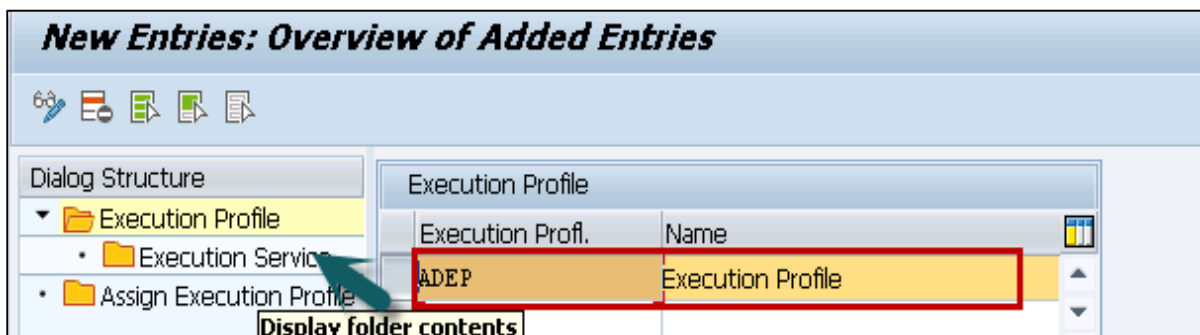 New Entries: Overview of Added Entries
Dialog Structure
Execution Profile
Execution Service
Assign Execution Profile
Display folder contents
Execution Profile
Execution Profl. Name
ADEP Execution Profile